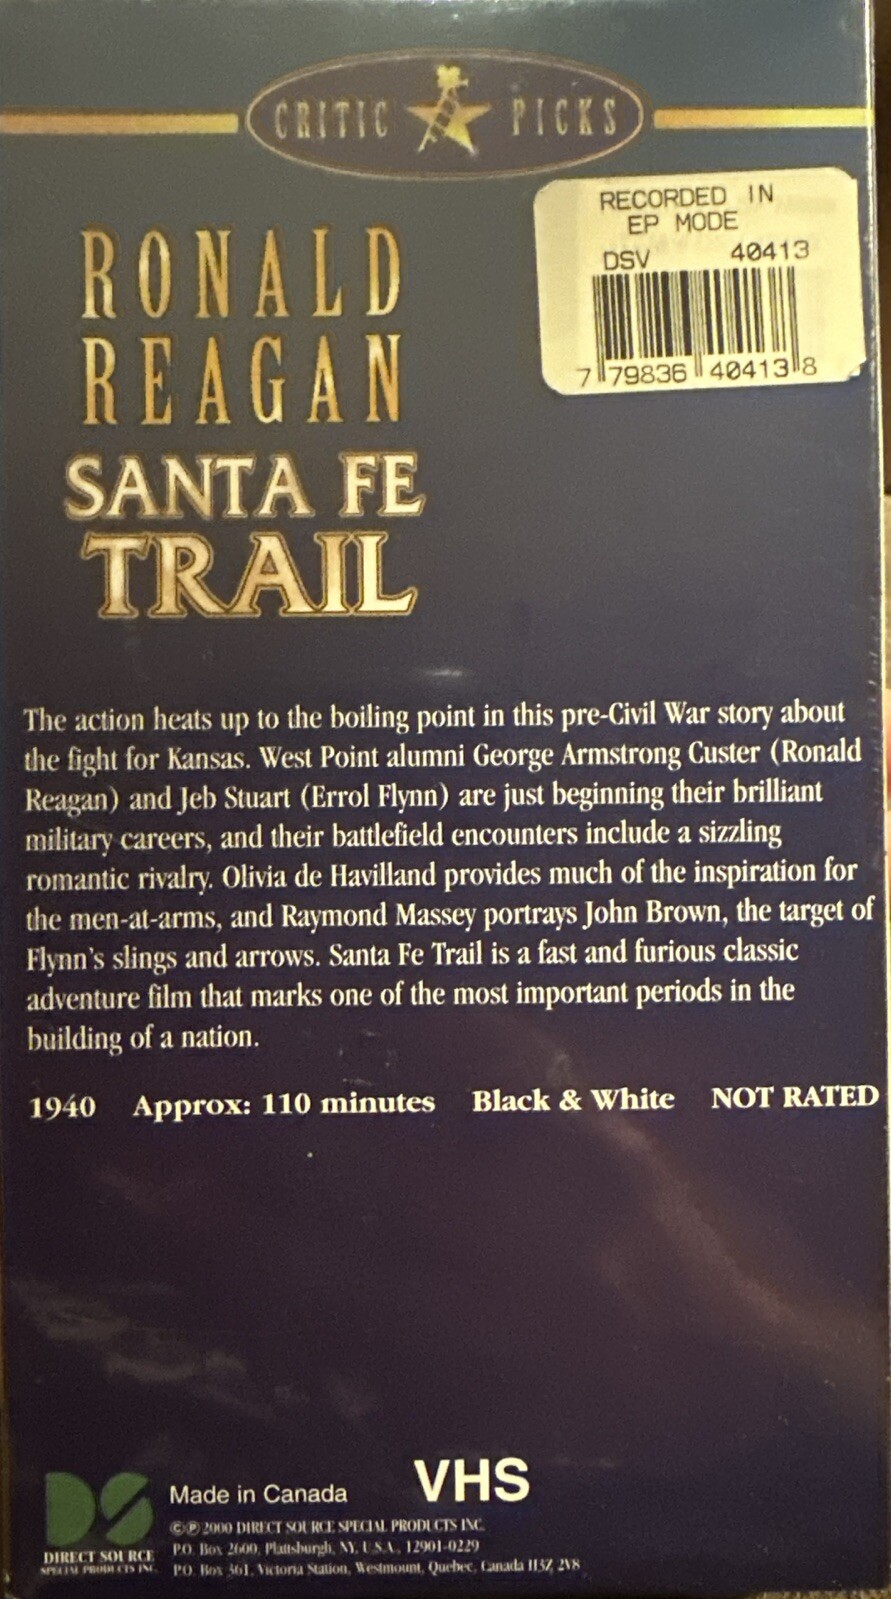 CRITIC PICKS
RECORDED IN
EP MODE
DSV 40413
7 79836 40413 8
RONALD
REAGAN
SANTA FE
TRAIL
The action heats up to the boiling point in this pre-Civil War story about
the fight for Kansas. West Point alumni George Armstrong Custer (Ronald
Reagan) and Jeb Stuart (Errol Flynn) are just beginning their brilliant
military careers, and their battlefield encounters include a sizzling
romantic rivalry. Olivia de Havilland provides much of the inspiration for
the men-at-arms, and Raymond Massey portrays John Brown, the target of
Flynn's slings and arrows. Santa Fe Trail is a fast and furious classic
adventure film that marks one of the most important periods in the
building of a nation.
1940 Approx: 110 minutes Black & White NOT RATED
DS
DIRECT SOURCE
SPECIAL PRODUCTS INC.
Made in Canada VHS
©℗ 2000 DIRECT SOURCE SPECIAL PRODUCTS INC.
P.O. Box 2600, Plattsburgh, NY, U.S.A., 12901-0229
P.O. Box 361, Victoria Station, Westmount, Quebec, Canada H3Z 2V8